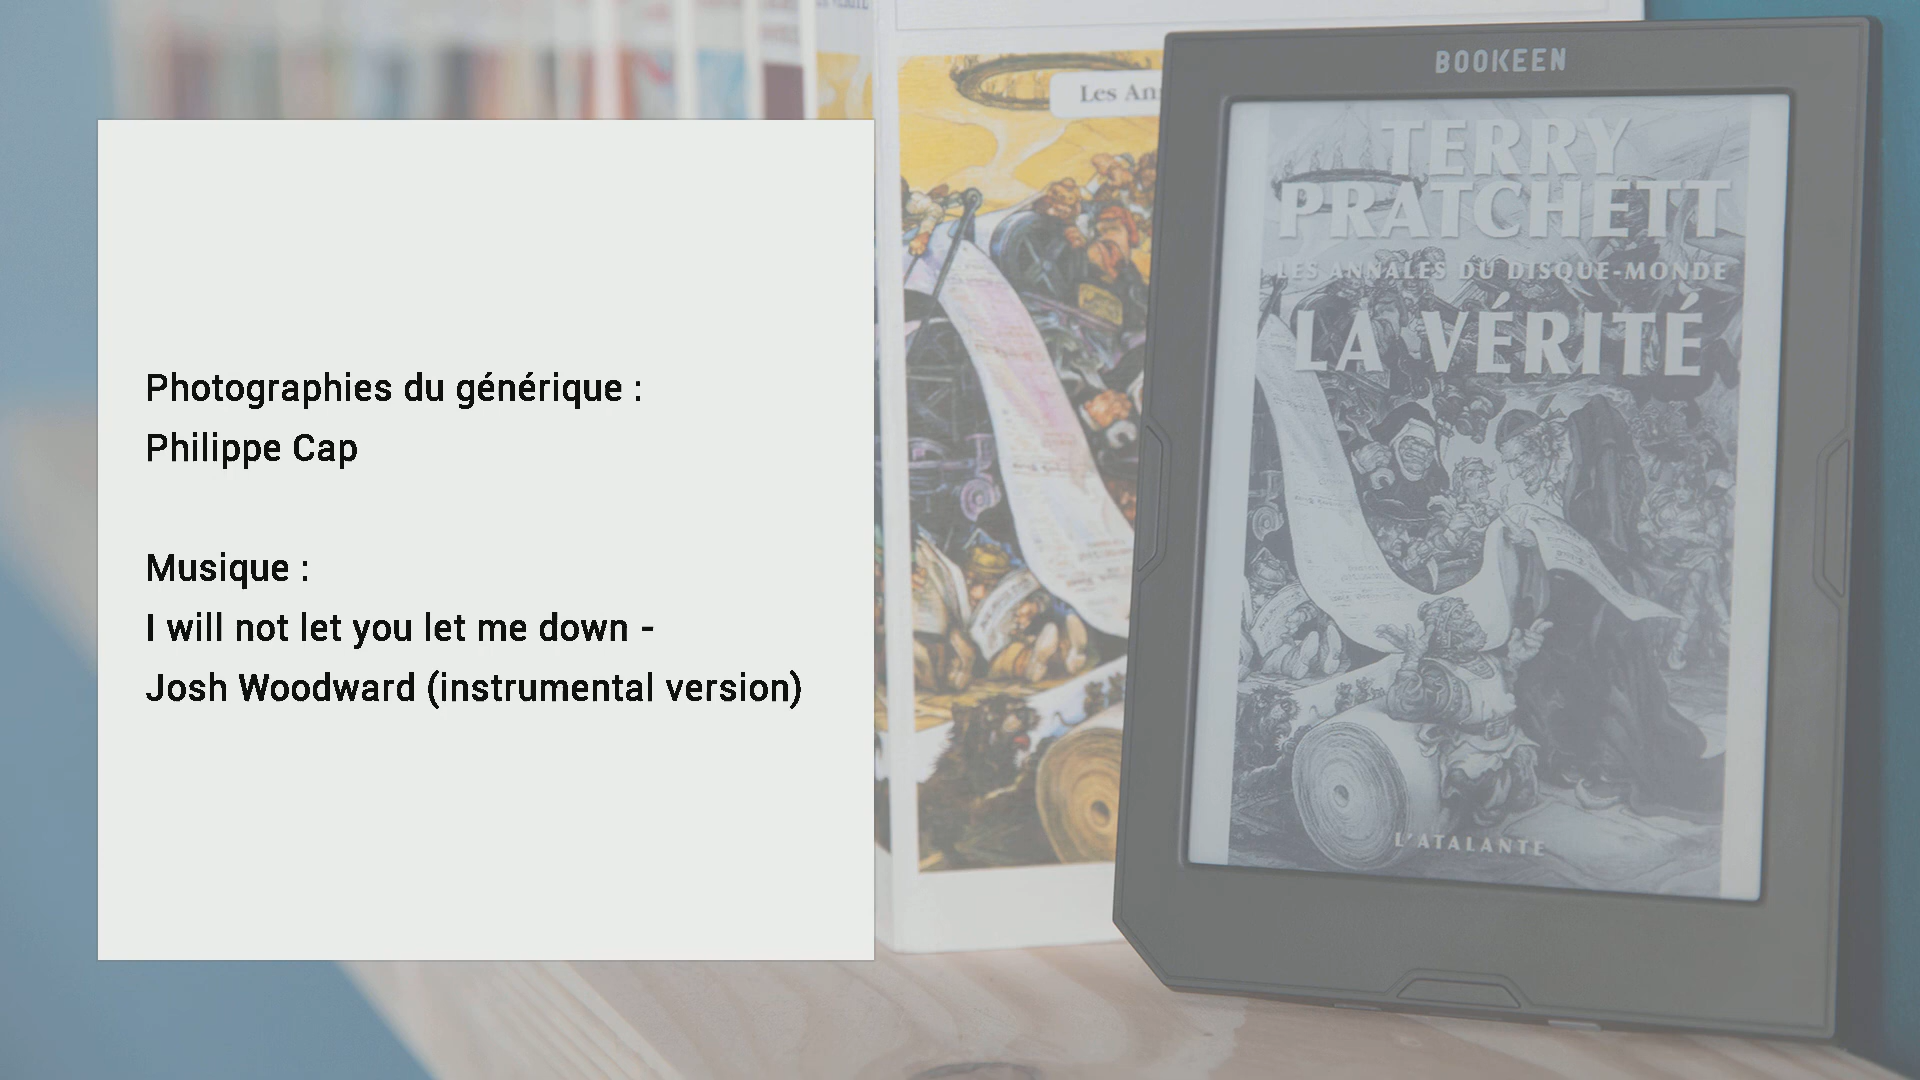 Photographies du générique :
Philippe Cap
Musique :
I will not let you let me down -
Josh Woodward (instrumental version)
Les An
BOOKEEN
TERRY
PRATCHETT
LES ANNALES DU DISQUE-MONDE
LA VÉRITÉ
L'ATALANTE